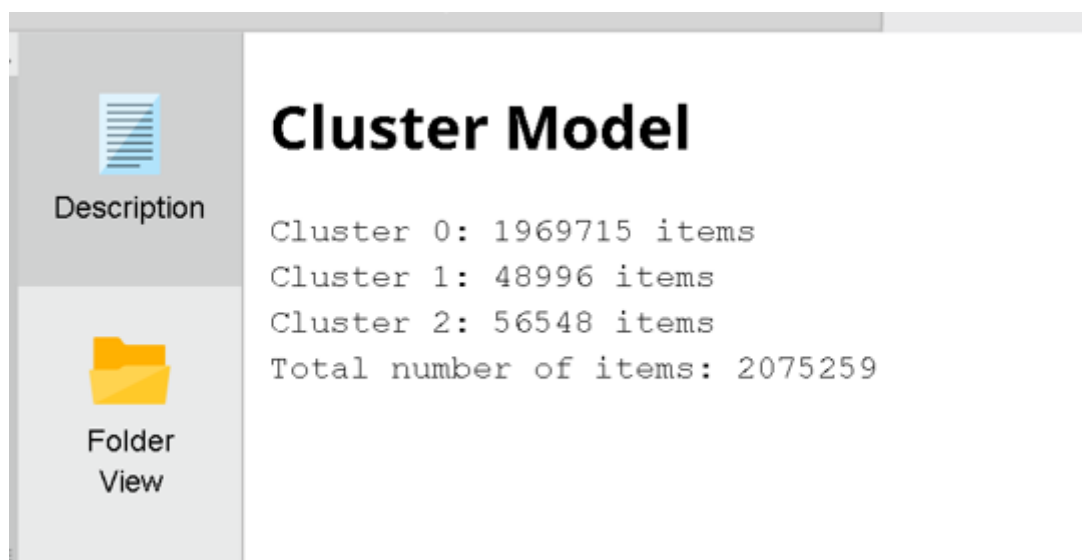 Cluster Model
Description
Cluster 0: 1969715 items
Cluster 1: 48996 items
Cluster 2: 56548 items
Total number of items: 2075259
Folder
View